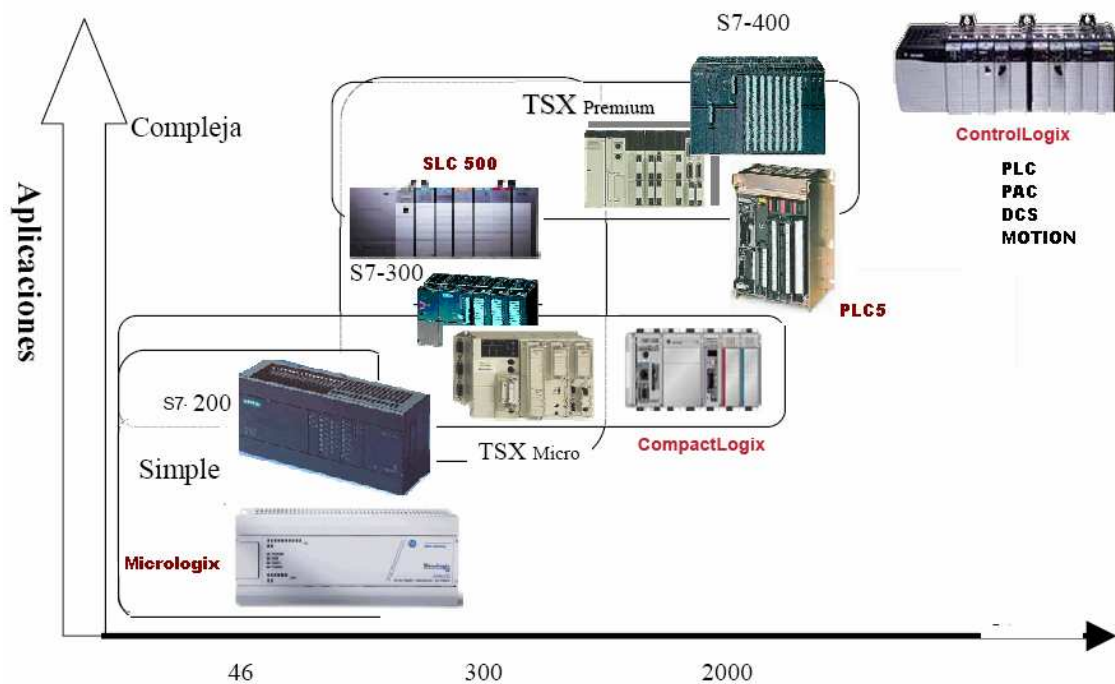 S7-400
TSX Premium
Compleja
ControlLogix
SLC 500
PLC
PAC
DCS
MOTION
Aplicaciones
S7-300
PLC5
S7- 200
CompactLogix
TSX Micro
Simple
Micrologix
46
300
2000